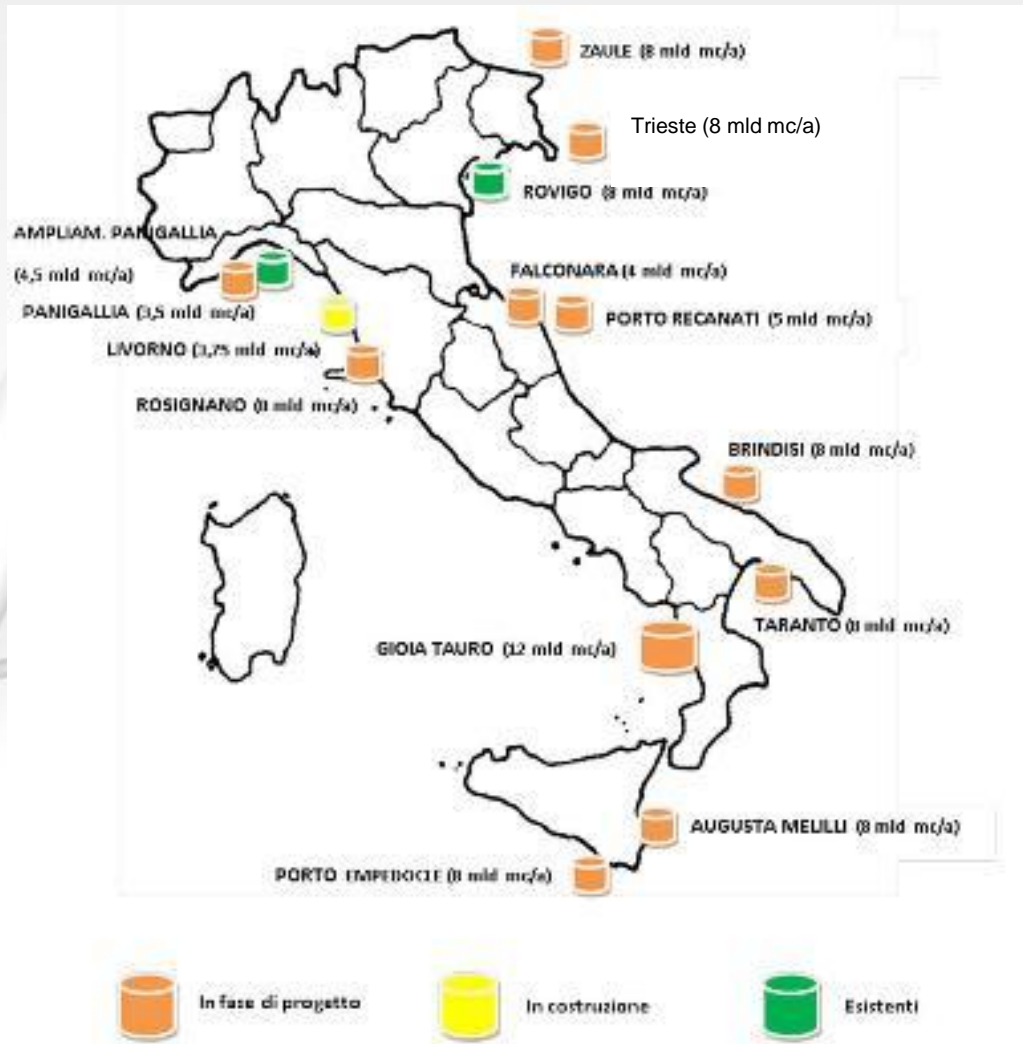 ZAULE (8 mld mc/a)
Trieste (8 mld mc/a)
ROVIGO (8 mld mc/a)
AMPLIAM. PANIGALLIA
(4,5 mld mc/a)
FALCONARA (4 mld mc/a)
PANIGALLIA (3,5 mld mc/a)
PORTO RECANATI (5 mld mc/a)
LIVORNO (3,75 mld mc/a)
ROSIGNANO (8 mld mc/a)
BRINDISI (8 mld mc/a)
TARANTO (8 mld mc/a)
GIOIA TAURO (12 mld mc/a)
AUGUSTA MELILLI (8 mld mc/a)
PORTO EMPEDOCLE (8 mld mc/a)
In fase di progetto
In costruzione
Esistenti